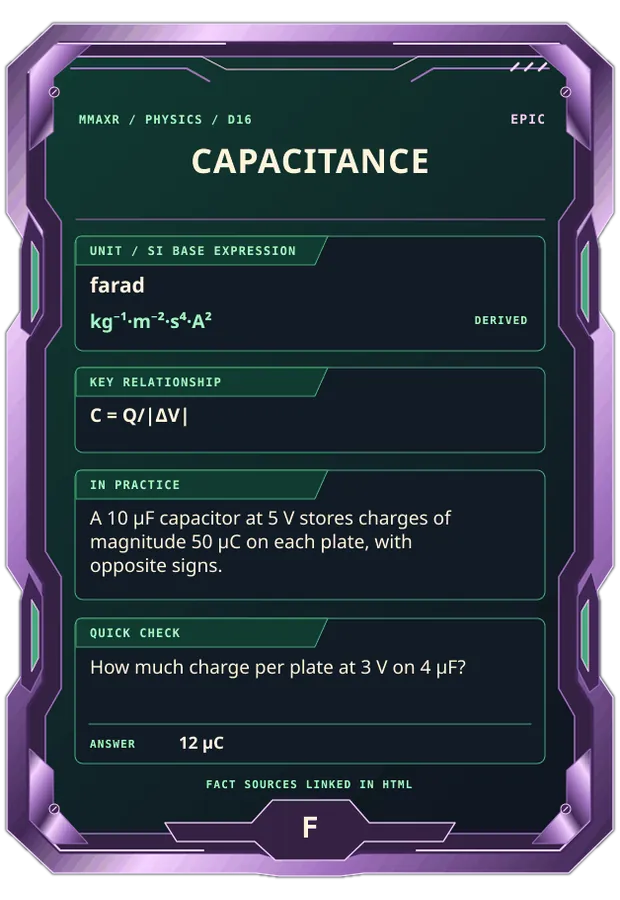 MMAXR / PHYSICS / D16
EPIC
CAPACITANCE
UNIT / SI BASE EXPRESSION
farad
kg⁻¹·m⁻²·s⁴·A²
DERIVED
KEY RELATIONSHIP
C = Q/|ΔV|
IN PRACTICE
A 10 μF capacitor at 5 V stores charges of
magnitude 50 μC on each plate, with
opposite signs.
QUICK CHECK
How much charge per plate at 3 V on 4 μF?
ANSWER 12 μC
FACT SOURCES LINKED IN HTML
F